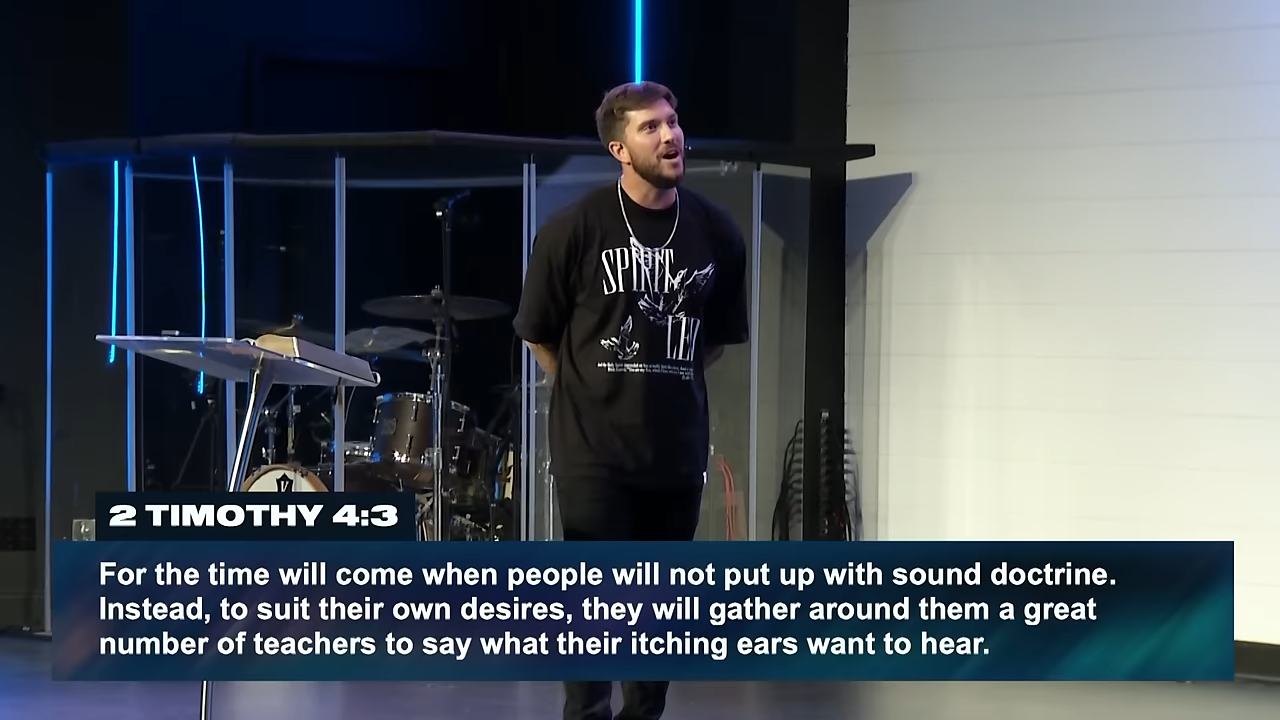 SPIRIT
LED
V
2 TIMOTHY 4:3
For the time will come when people will not put up with sound doctrine.
Instead, to suit their own desires, they will gather around them a great
number of teachers to say what their itching ears want to hear.